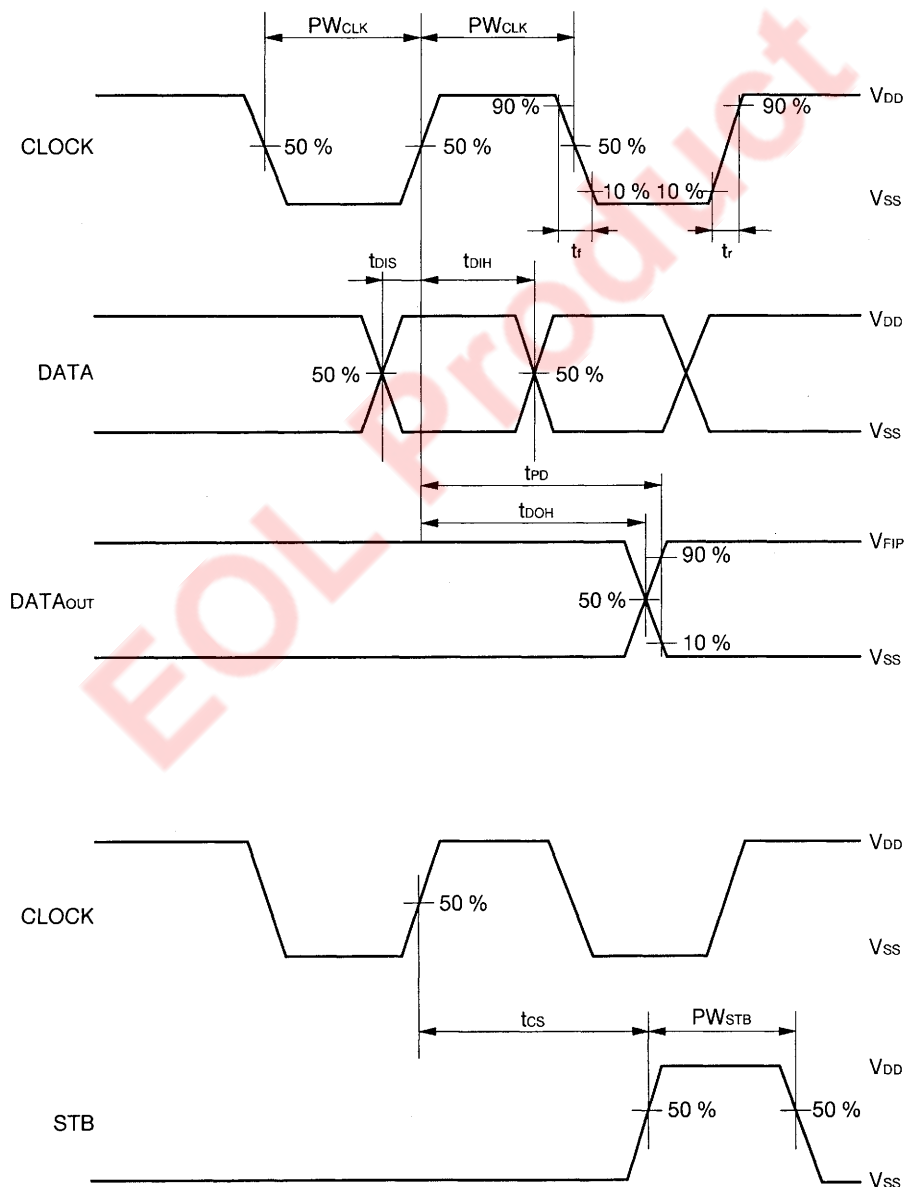 PWCLK PWCLK
VDD
90 % 90 %
CLOCK 50 % 50 % 50 %
10 % 10 %
VSS
tf tr
tDIS tDIH
VDD
DATA 50 % 50 %
VSS
tPD
tDOH
VFIP
90 %
DATAOUT 50 %
10 %
VSS
VDD
CLOCK 50 %
VSS
tCS PWSTB
VDD
STB 50 % 50 %
VSS
EOL Product